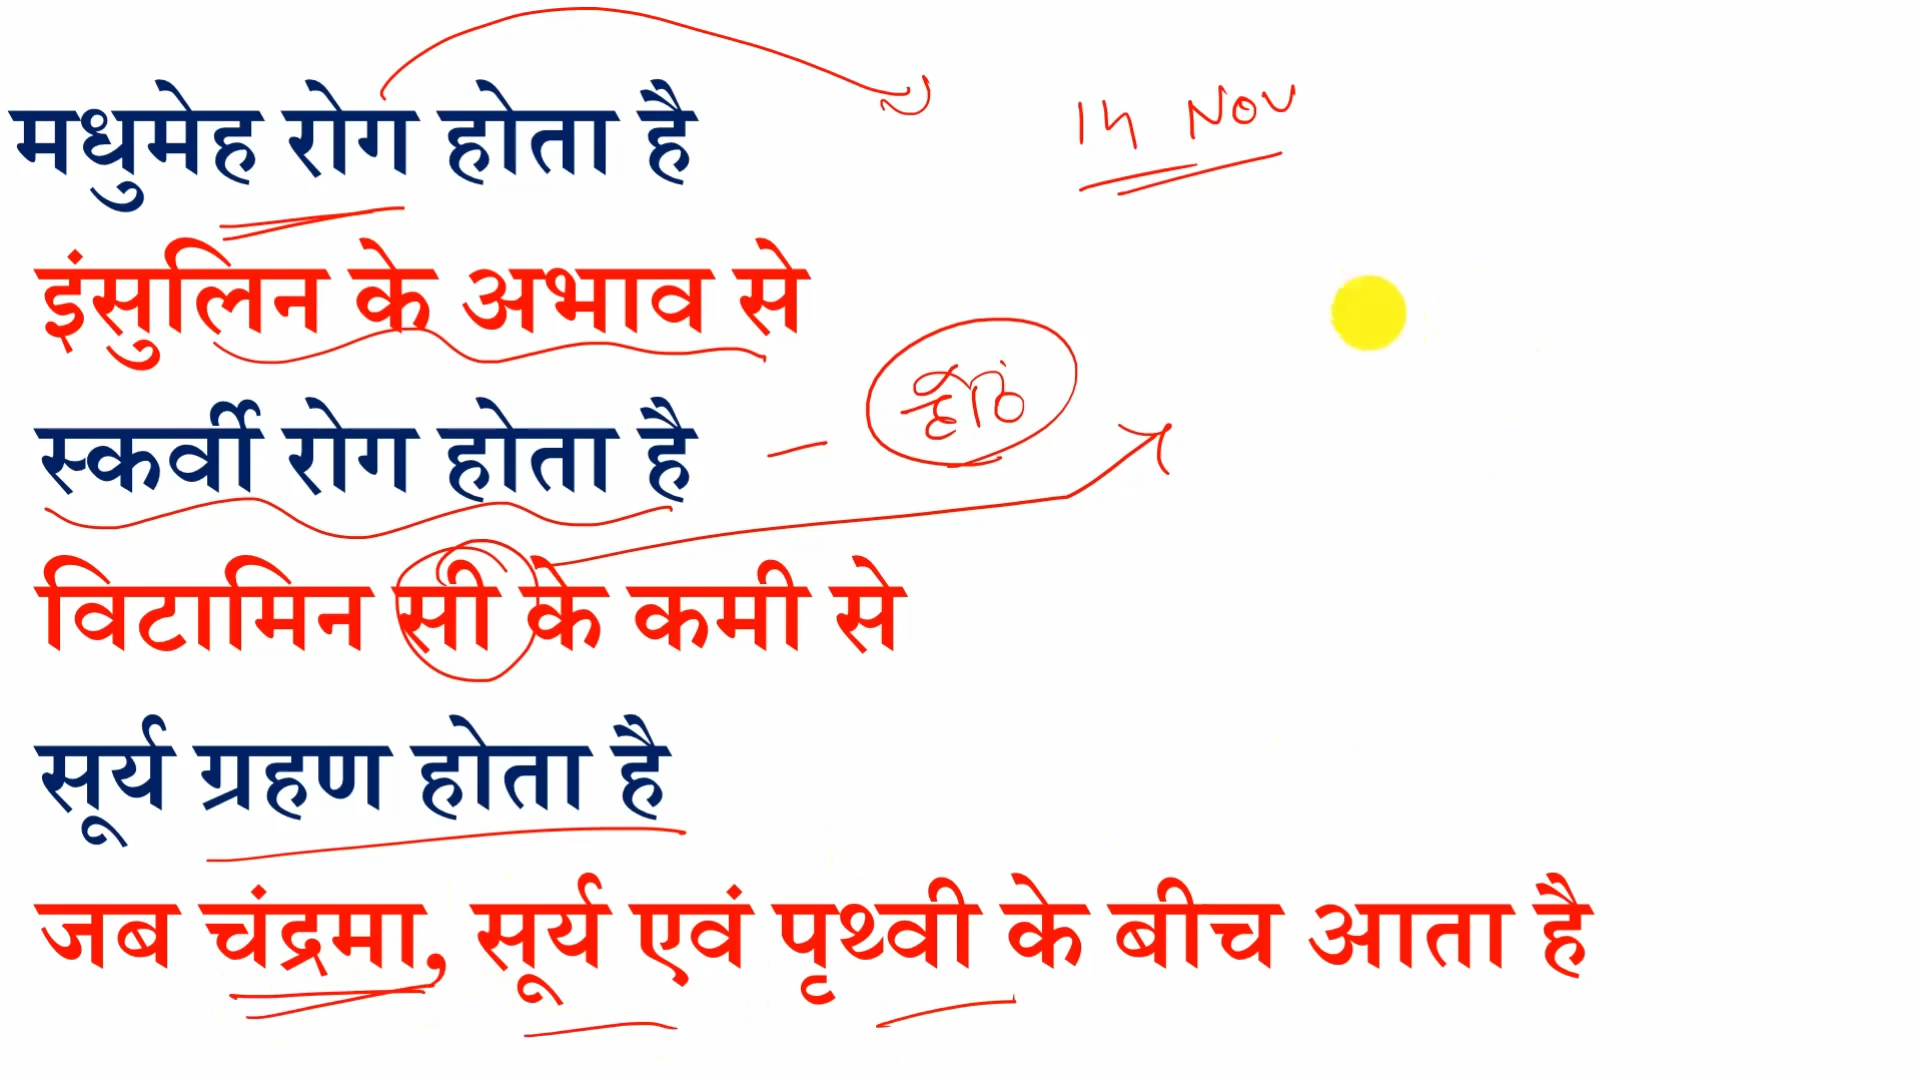 मधुमेह रोग होता है
14 Nov
इंसुलिन के अभाव से
स्कर्वी रोग होता है
विटामिन सी के कमी से
सूर्य ग्रहण होता है
जब चंद्रमा, सूर्य एवं पृथ्वी के बीच आता है